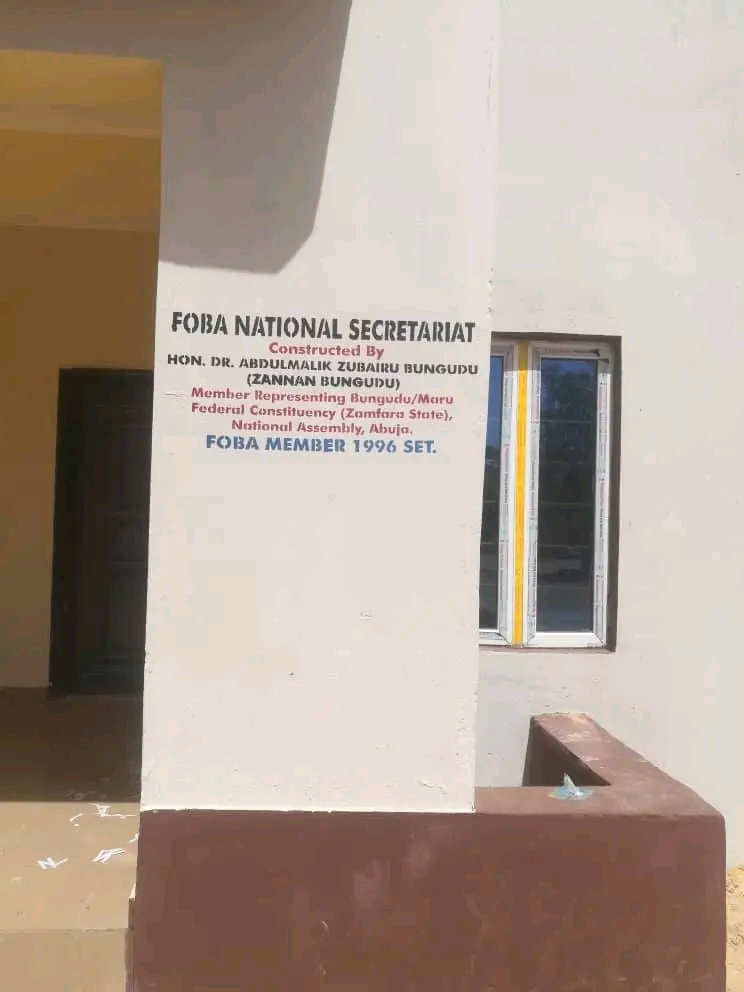 FOBA NATIONAL SECRETARIAT
Constructed By
HON. DR. ABDULMALIK ZUBAIRU BUNGUDU
(ZANNAN BUNGUDU)
Member Representing Bungudu/Maru
Federal Constituency (Zamfara State),
National Assembly, Abuja.
FOBA MEMBER 1996 SET.